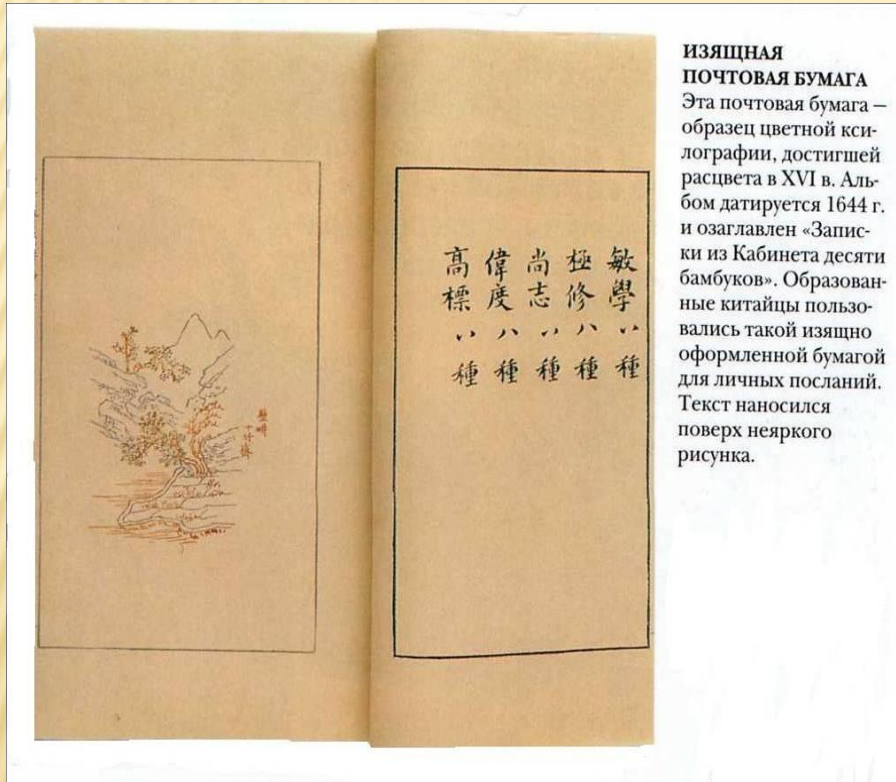 敏學八種
極修八種
尚志八種
偉度八種
高標八種
十竹齋
ИЗЯЩНАЯ
ПОЧТОВАЯ БУМАГА
Эта почтовая бумага –
образец цветной кси-
лографии, достигшей
расцвета в XVI в. Аль-
бом датируется 1644 г.
и озаглавлен «Запис-
ки из Кабинета десяти
бамбуков». Образован-
ные китайцы пользо-
вались такой изящно
оформленной бумагой
для личных посланий.
Текст наносился
поверх неяркого
рисунка.